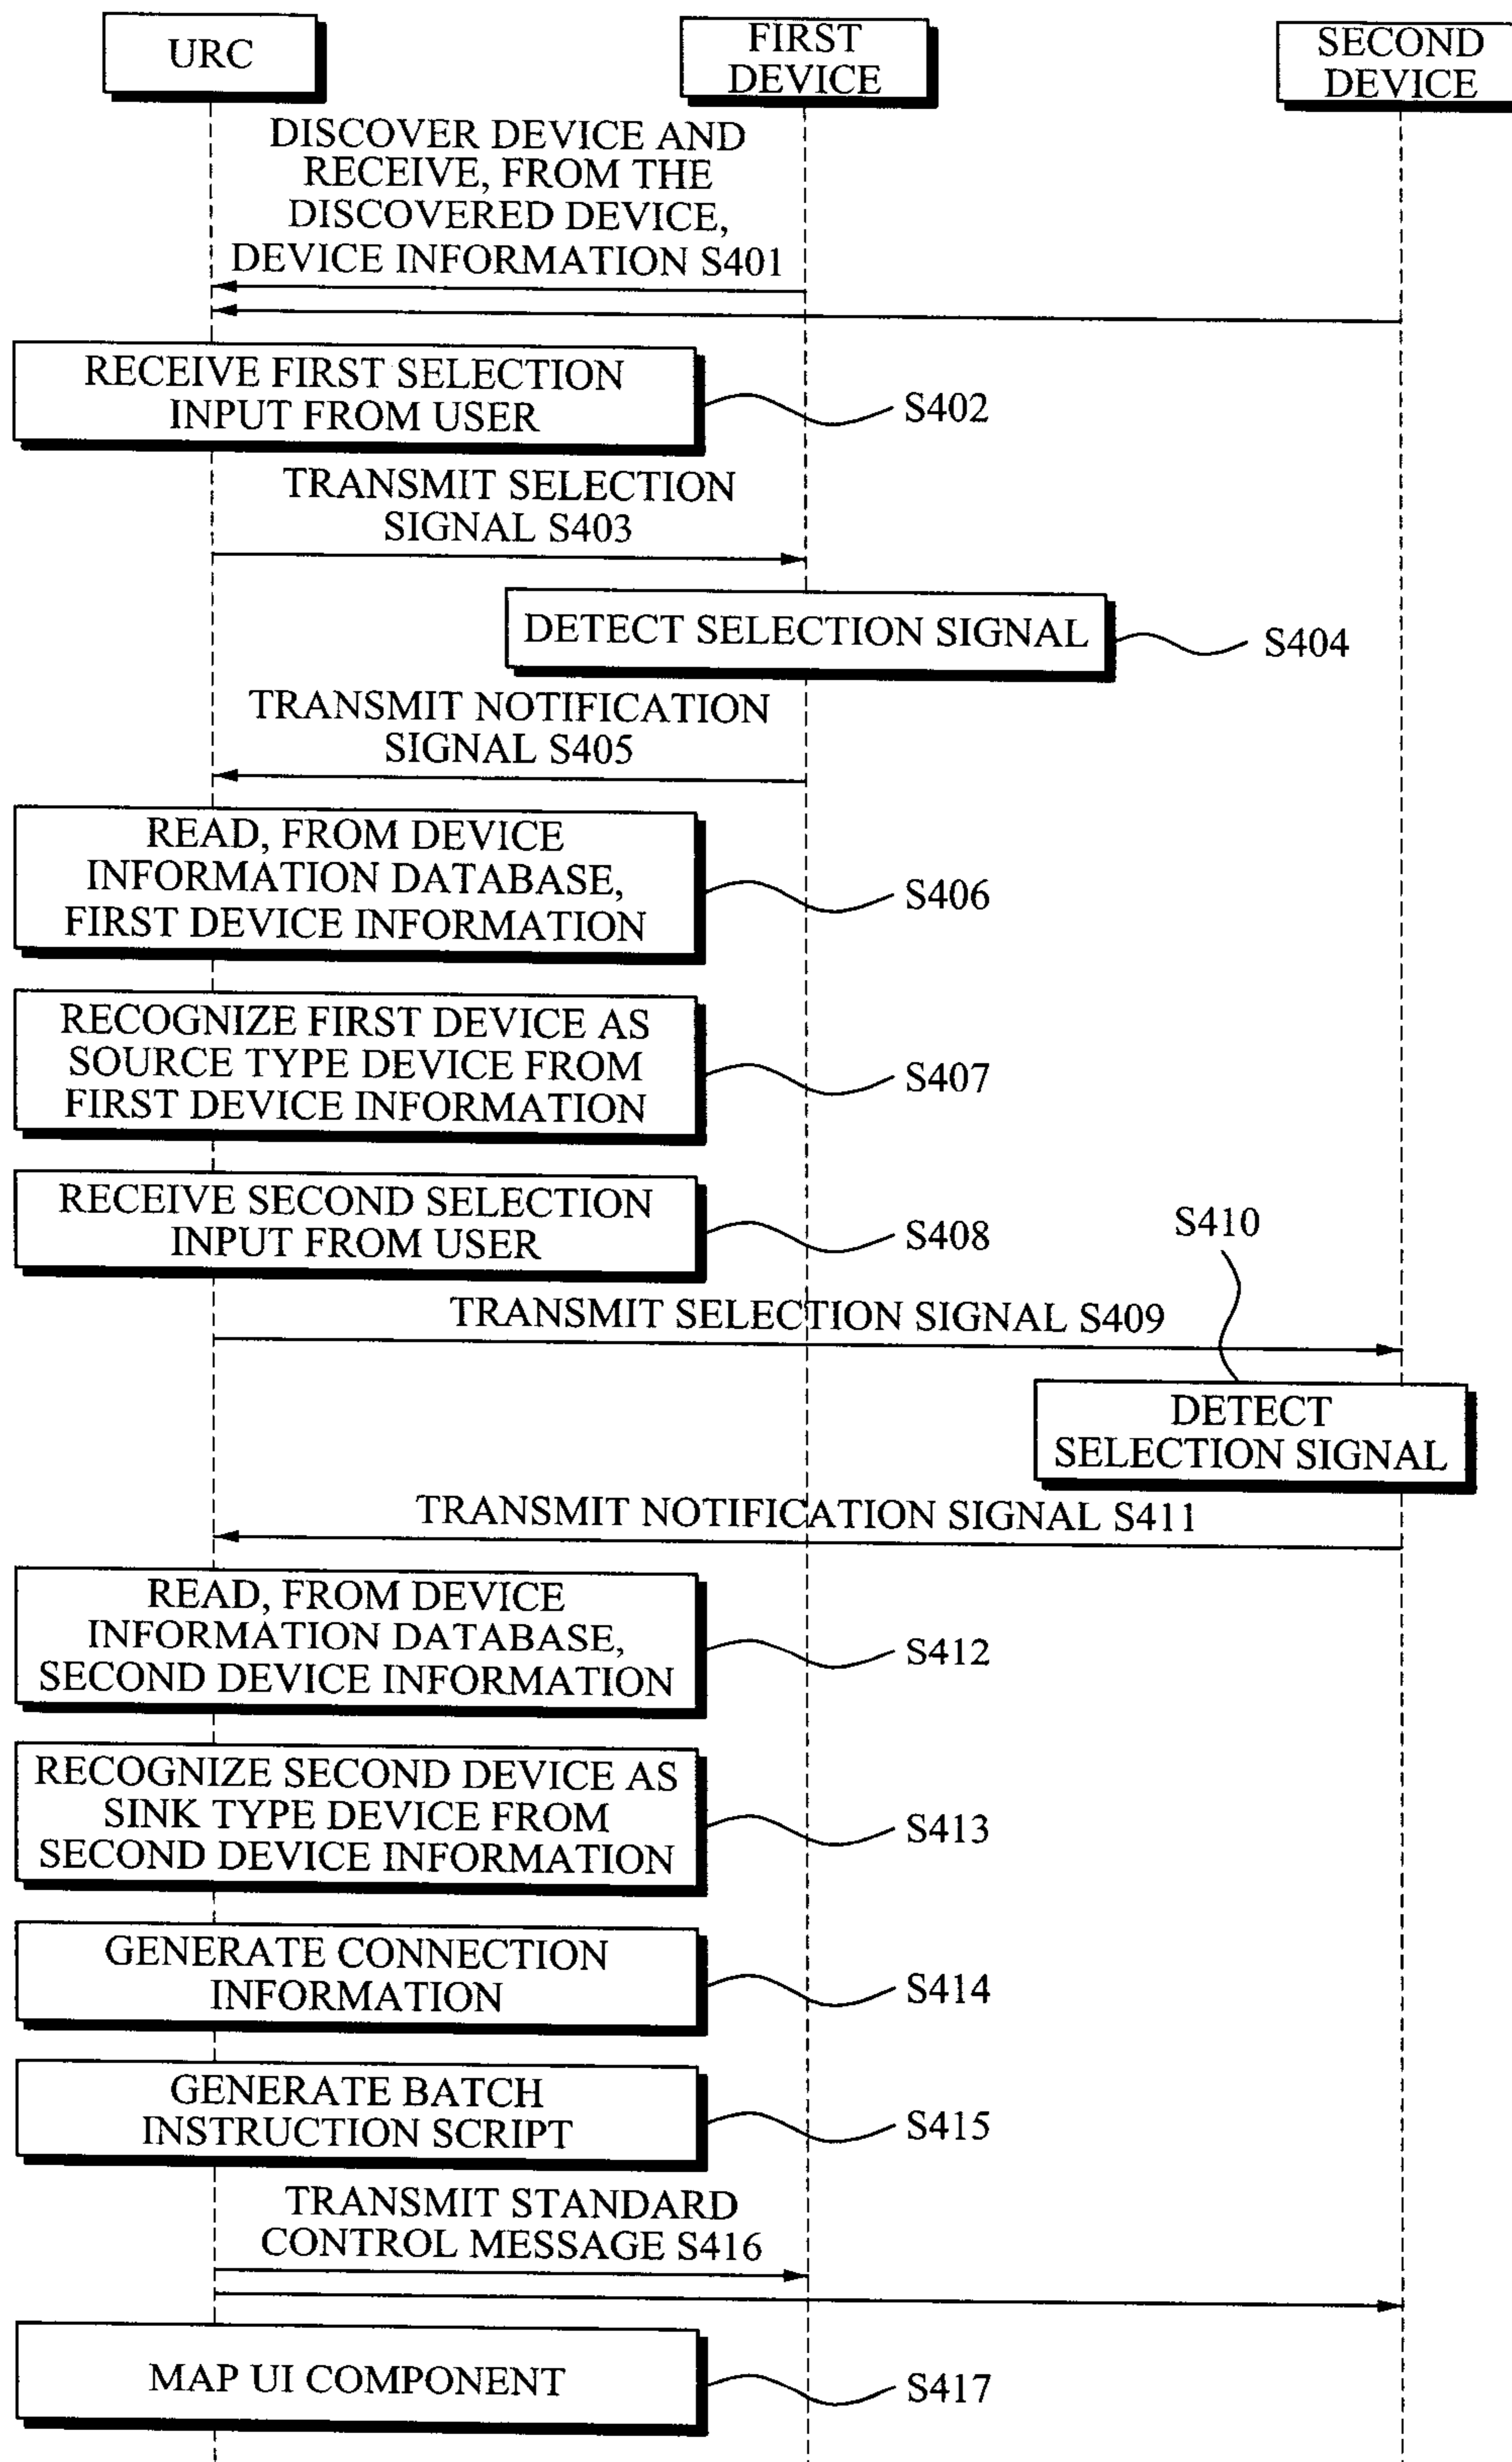 URC
FIRST
DEVICE
SECOND
DEVICE
DISCOVER DEVICE AND
RECEIVE, FROM THE
DISCOVERED DEVICE,
DEVICE INFORMATION S401
RECEIVE FIRST SELECTION
INPUT FROM USER
S402
TRANSMIT SELECTION
SIGNAL S403
DETECT SELECTION SIGNAL
S404
TRANSMIT NOTIFICATION
SIGNAL S405
READ, FROM DEVICE
INFORMATION DATABASE,
FIRST DEVICE INFORMATION
S406
RECOGNIZE FIRST DEVICE AS
SOURCE TYPE DEVICE FROM
FIRST DEVICE INFORMATION
S407
RECEIVE SECOND SELECTION
INPUT FROM USER
S408
TRANSMIT SELECTION SIGNAL S409
S410
DETECT
SELECTION SIGNAL
TRANSMIT NOTIFICATION SIGNAL S411
READ, FROM DEVICE
INFORMATION DATABASE,
SECOND DEVICE INFORMATION
S412
RECOGNIZE SECOND DEVICE AS
SINK TYPE DEVICE FROM
SECOND DEVICE INFORMATION
S413
GENERATE CONNECTION
INFORMATION
S414
GENERATE BATCH
INSTRUCTION SCRIPT
S415
TRANSMIT STANDARD
CONTROL MESSAGE S416
MAP UI COMPONENT
S417